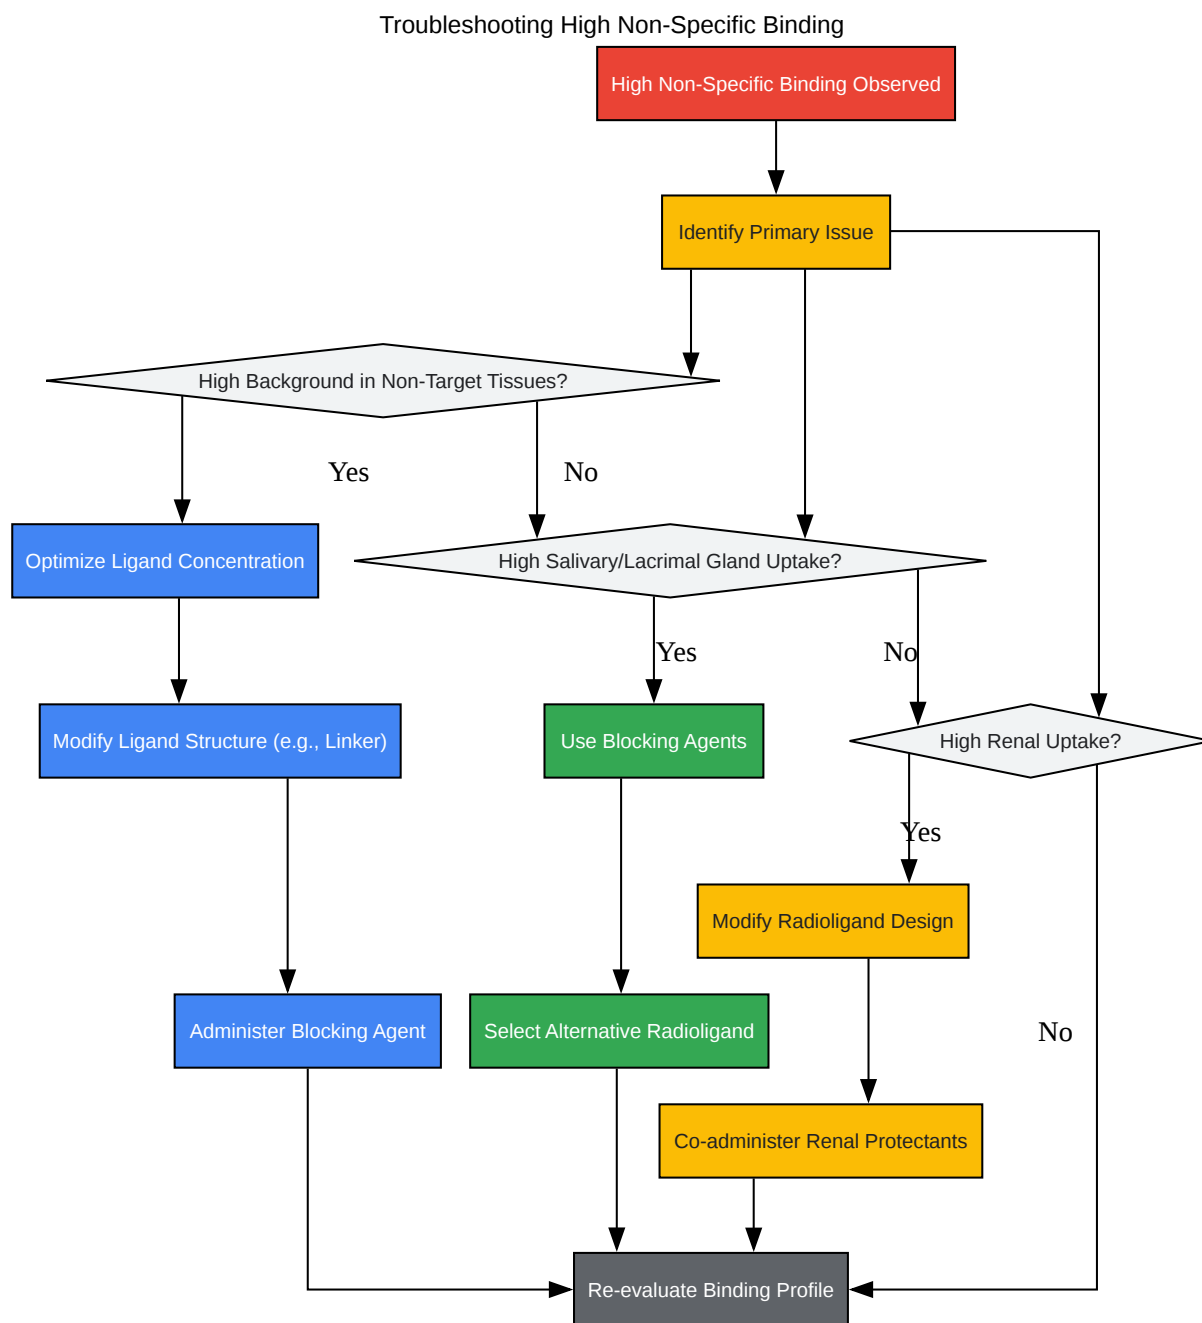 Troubleshooting High Non-Specific Binding
High Non-Specific Binding Observed
Identify Primary Issue
High Background in Non-Target Tissues?
Yes
No
Optimize Ligand Concentration
High Salivary/Lacrimal Gland Uptake?
Yes
No
Modify Ligand Structure (e.g., Linker)
Use Blocking Agents
High Renal Uptake?
Yes
Modify Radioligand Design
Administer Blocking Agent
Select Alternative Radioligand
No
Co-administer Renal Protectants
Re-evaluate Binding Profile